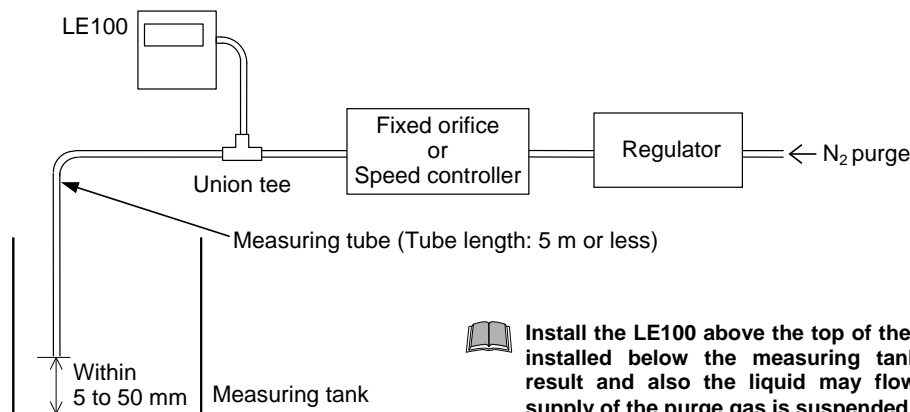 LE100
Fixed orifice
or
Speed controller
Regulator
N₂ purge
Union tee
Measuring tube (Tube length: 5 m or less)
Within
5 to 50 mm
Measuring tank
Install the LE100 above the top of the
installed below the measuring tan
result and also the liquid may flow
supply of the purge gas is suspended